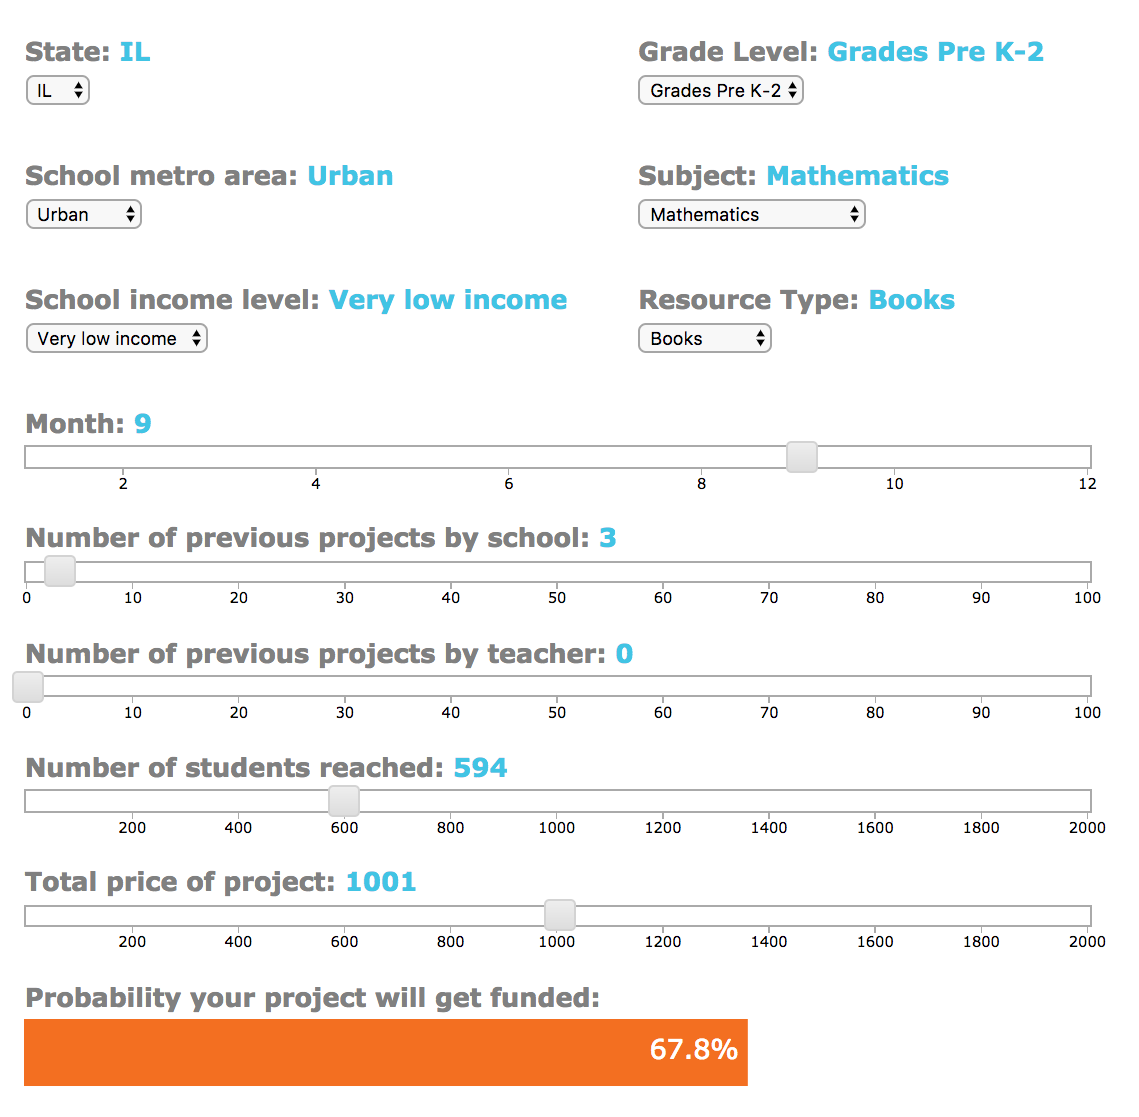 State: IL
Grade Level: Grades Pre K-2
IL
Grades Pre K-2
School metro area: Urban
Subject: Mathematics
Urban
Mathematics
School income level: Very low income
Resource Type: Books
Very low income
Books
Month: 9
2 4 6 8 10 12
Number of previous projects by school: 3
0 10 20 30 40 50 60 70 80 90 100
Number of previous projects by teacher: 0
0 10 20 30 40 50 60 70 80 90 100
Number of students reached: 594
200 400 600 800 1000 1200 1400 1600 1800 2000
Total price of project: 1001
200 400 600 800 1000 1200 1400 1600 1800 2000
Probability your project will get funded:
67.8%